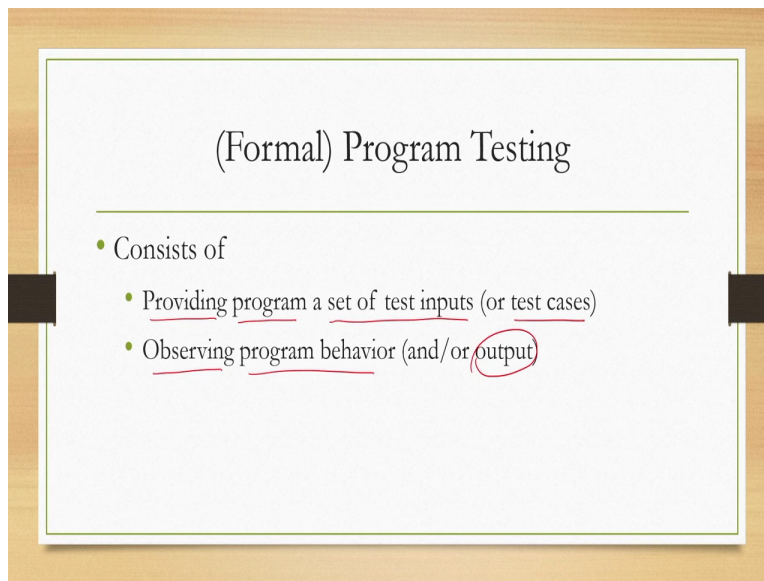 (Formal) Program Testing
• Consists of
• Providing program a set of test inputs (or test cases)
• Observing program behavior (and/or output)